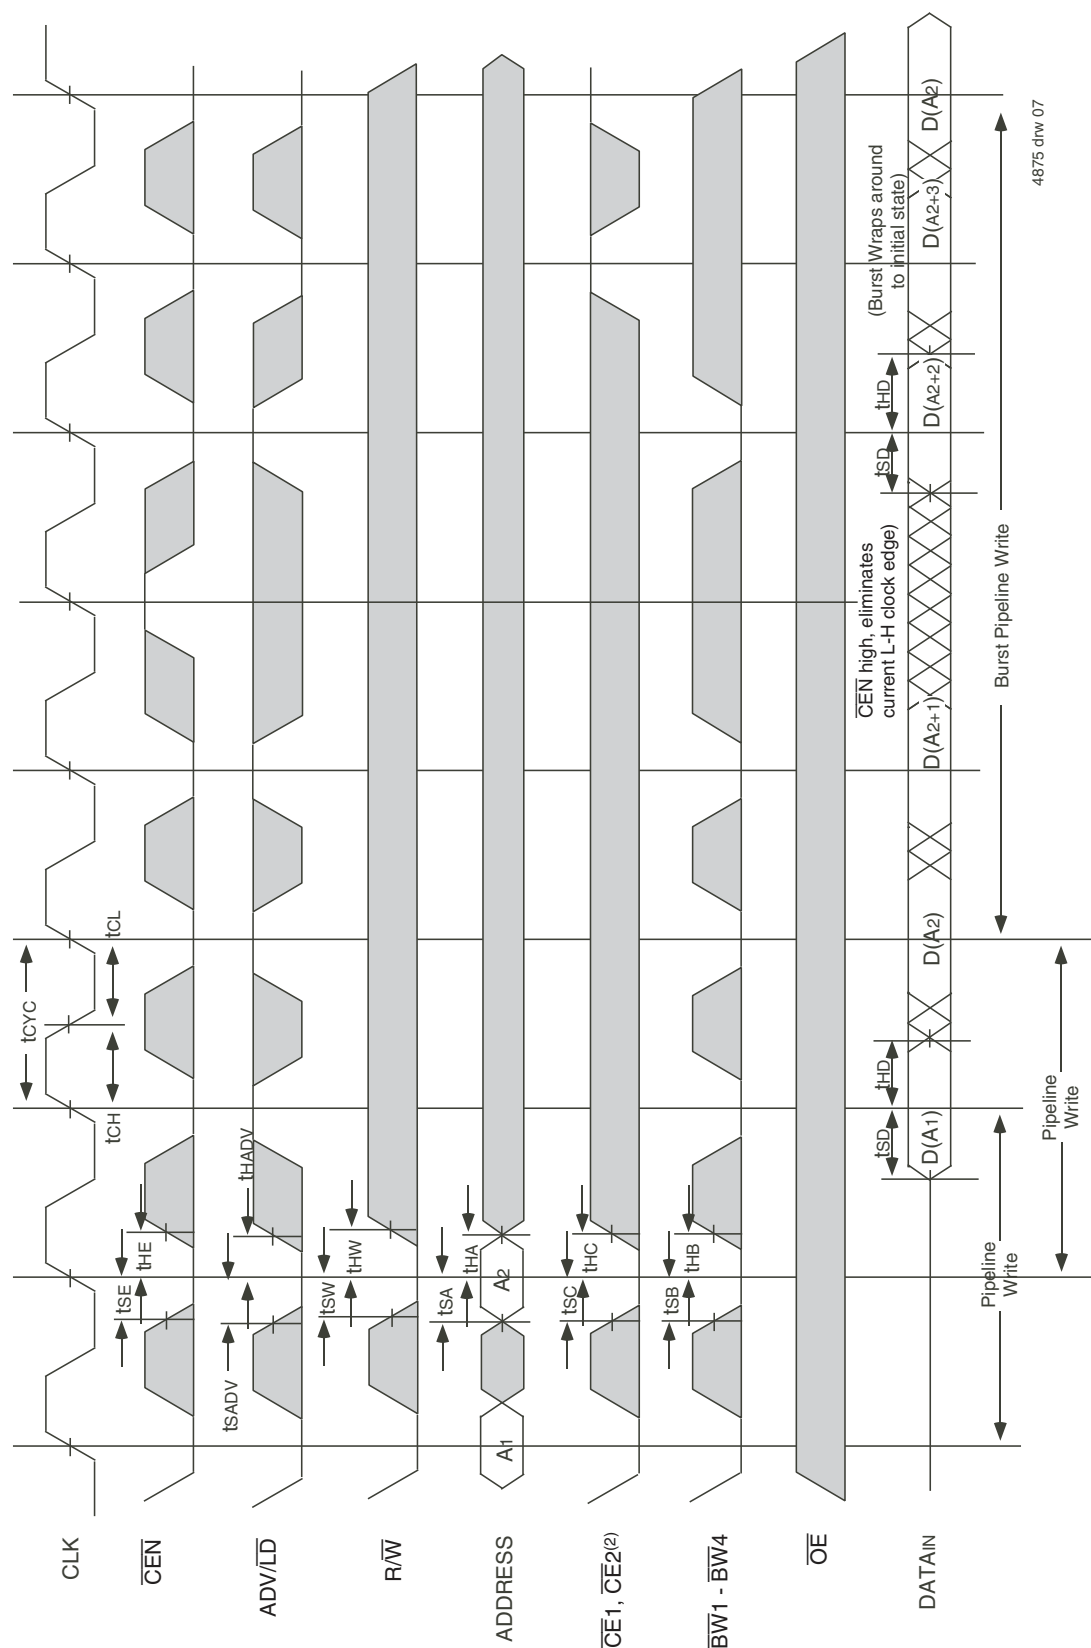 tCYC
tCH
tCL
CLK
tSE
tHE
CEN
tSADV
tHADV
ADV/LD
tSW
tHW
R/W
tSA
tHA
A1
A2
ADDRESS
tSC
tHC
CE1, CE2(2)
tSB
tHB
BW1 - BW4
OE
CEN high, eliminates
current L-H clock edge)
(Burst Wraps around
to initial state)
tSD
tHD
tSD
tHD
D(A1)
D(A2)
D(A2+1)
D(A2+2)
D(A2+3)
D(A2)
DATAIN
Pipeline
Write
Burst Pipeline Write
Pipeline
Write
4875 drw 07